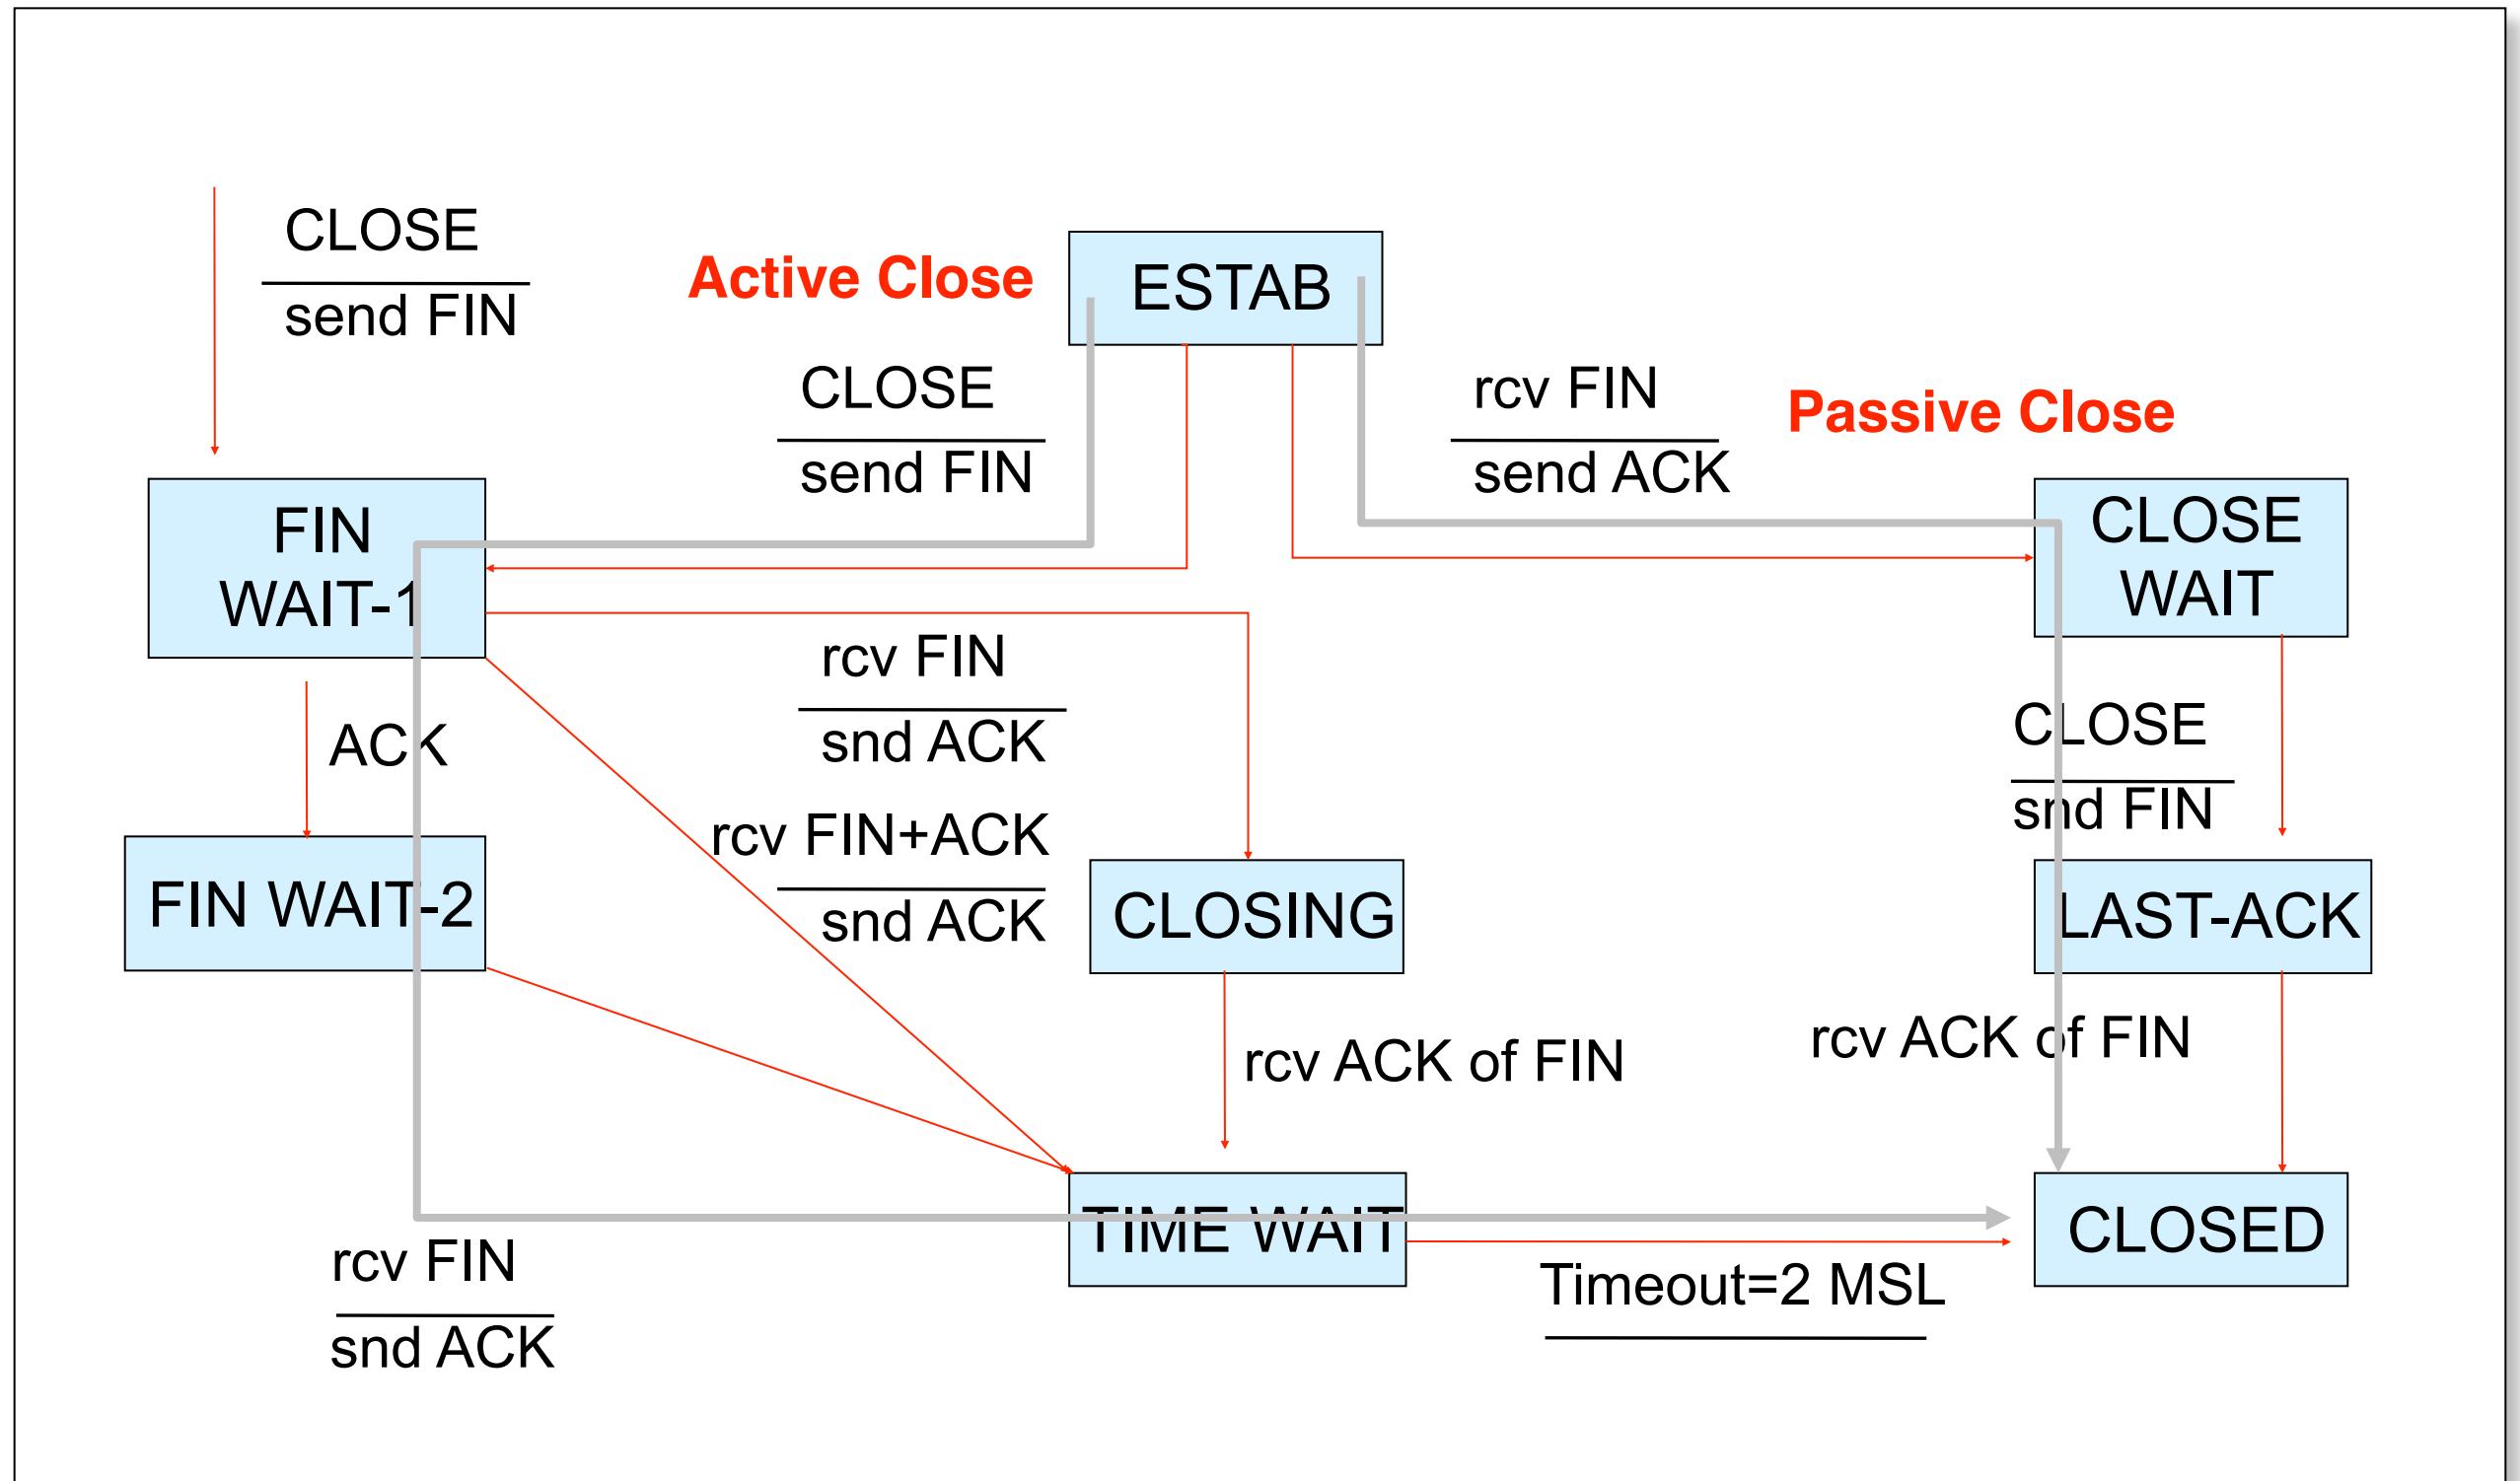 CLOSE
send FIN
Active Close
ESTAB
CLOSE
send FIN
rcv FIN
send ACK
Passive Close
FIN
WAIT-1
CLOSE
WAIT
rcv FIN
snd ACK
ACK
CLOSE
snd FIN
rcv FIN+ACK
snd ACK
FIN WAIT-2
CLOSING
LAST-ACK
rcv ACK of FIN
rcv ACK of FIN
TIME WAIT
CLOSED
rcv FIN
snd ACK
Timeout=2 MSL